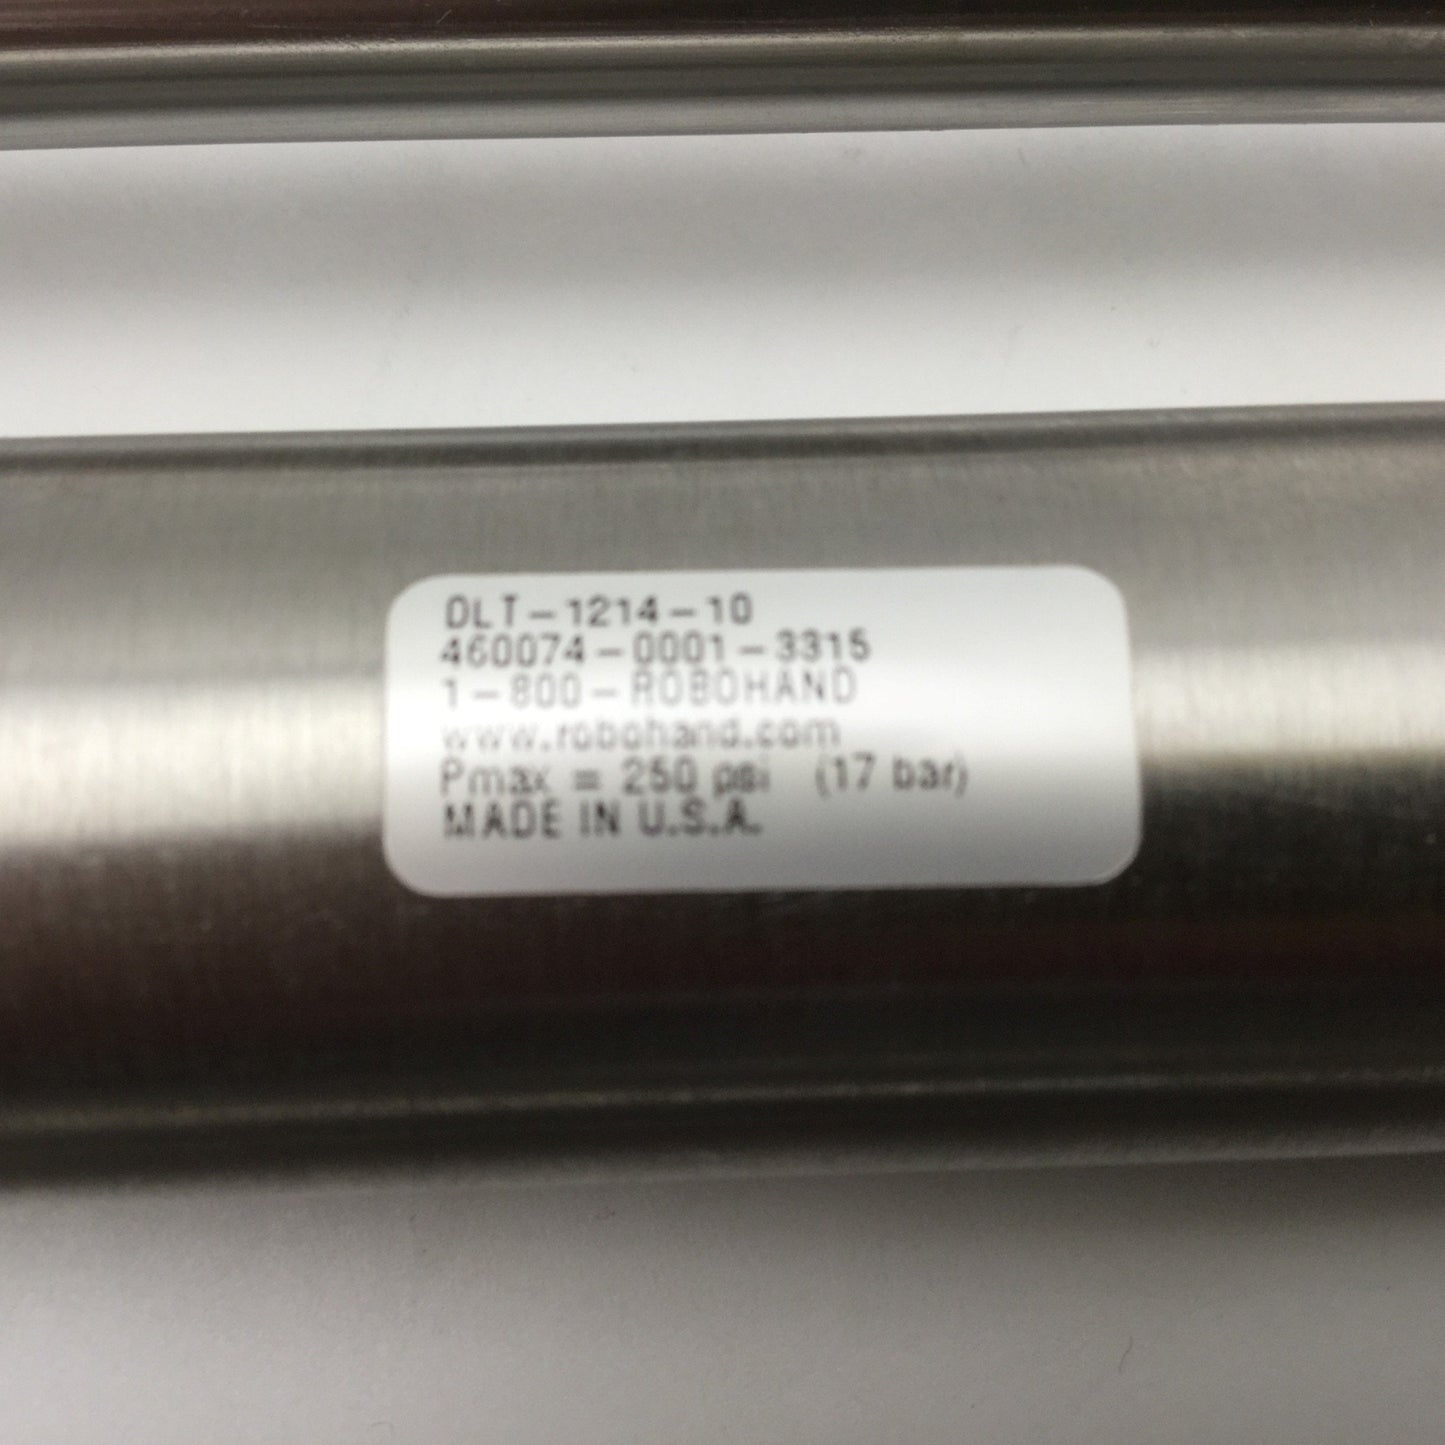 DLT-1214-10
460074-0001-3315
1-800-ROBOHAND
www.robohand.com
Pmax = 250 psi (17 bar)
MADE IN U.S.A.